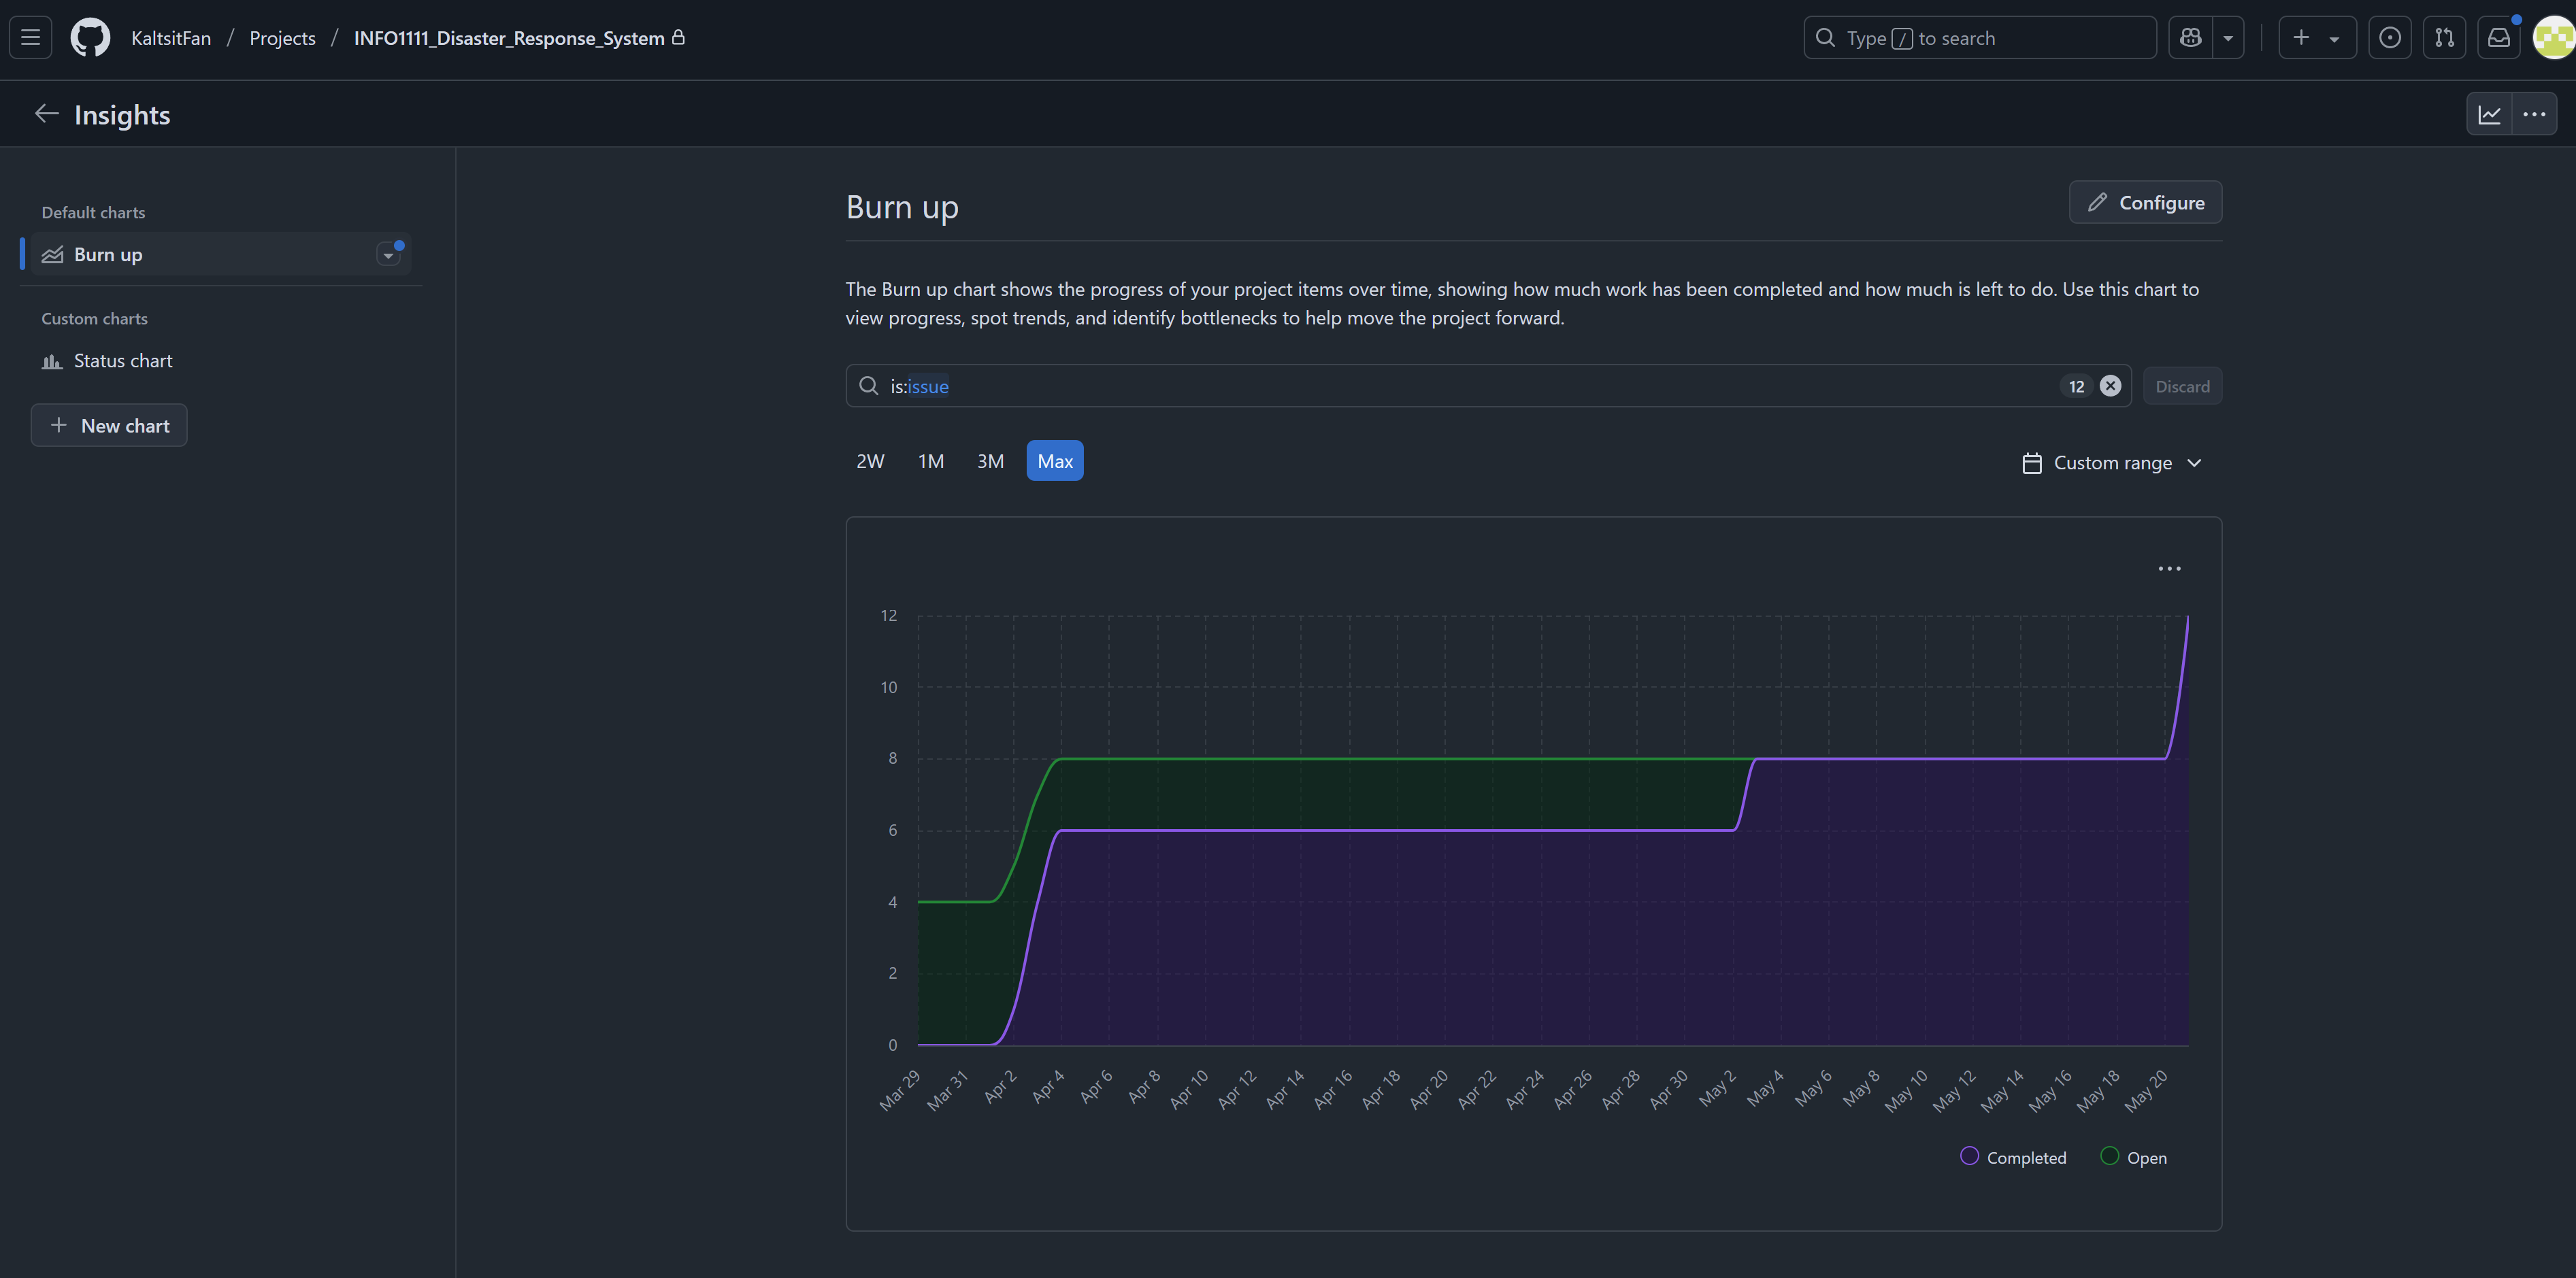 KaltsitFan / Projects / INFO1111_Disaster_Response_System
Type / to search
Insights
Default charts
Burn up
Custom charts
Status chart
New chart
Burn up
Configure
The Burn up chart shows the progress of your project items over time, showing how much work has been completed and how much is left to do. Use this chart to
view progress, spot trends, and identify bottlenecks to help move the project forward.
is:issue
12
Discard
2W 1M 3M Max
Custom range
12
10
8
6
4
2
0
Mar 29 Mar 31 Apr 2 Apr 4 Apr 6 Apr 8 Apr 10 Apr 12 Apr 14 Apr 16 Apr 18 Apr 20 Apr 22 Apr 24 Apr 26 Apr 28 Apr 30 May 2 May 4 May 6 May 8 May 10 May 12 May 14 May 16 May 18 May 20
Completed Open